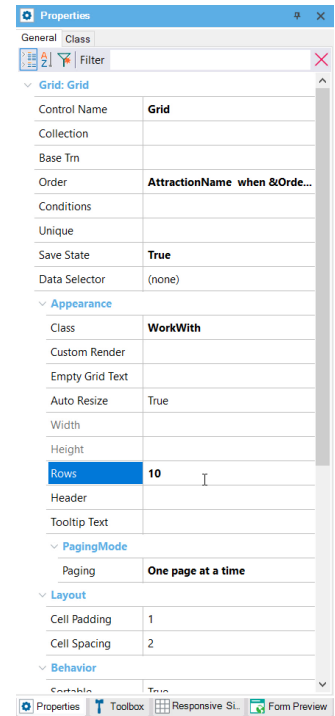 Properties
General Class
Filter
Grid: Grid
Control Name Grid
Collection
Base Trn
Order AttractionName when &Orde...
Conditions
Unique
Save State True
Data Selector (none)
Appearance
Class WorkWith
Custom Render
Empty Grid Text
Auto Resize True
Width
Height
Rows 10
Header
Tooltip Text
PagingMode
Paging One page at a time
Layout
Cell Padding 1
Cell Spacing 2
Behavior
Sortable True
Properties Toolbox Responsive Si... Form Preview